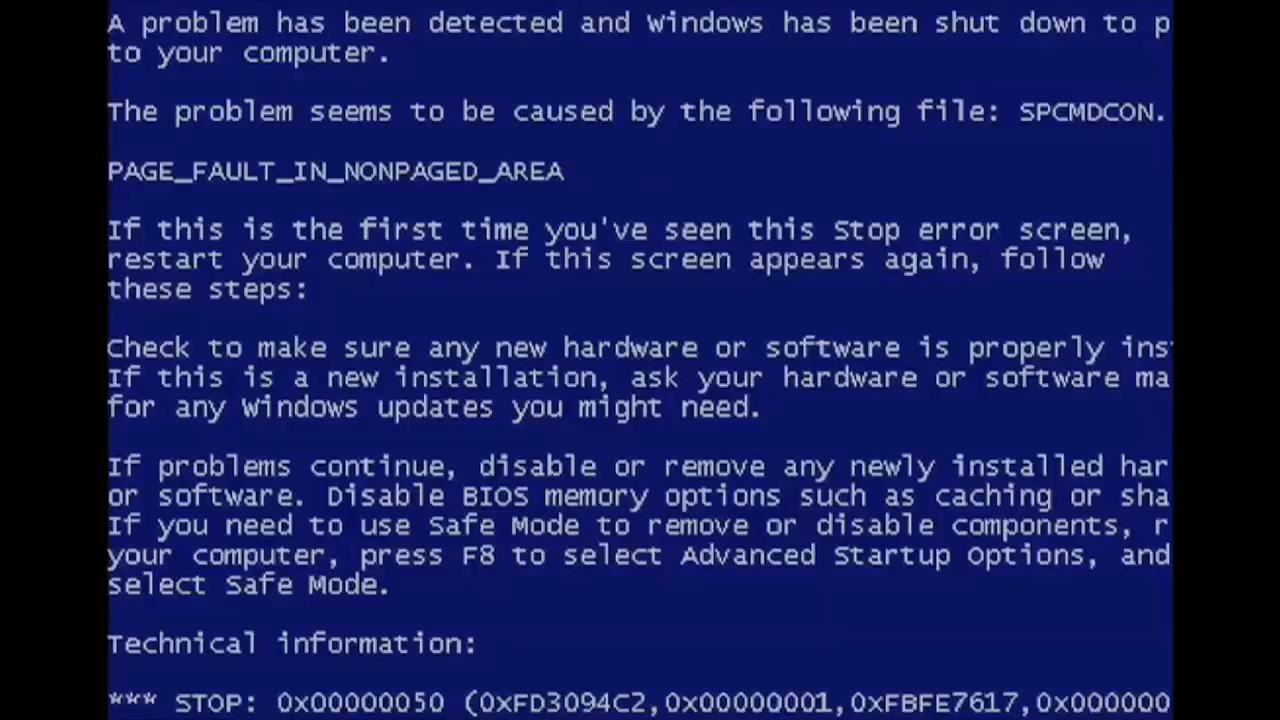 A problem has been detected and Windows has been shut down to p
to your computer.
The problem seems to be caused by the following file: SPCMDCON.
PAGE_FAULT_IN_NONPAGED_AREA
If this is the first time you've seen this Stop error screen,
restart your computer. If this screen appears again, follow
these steps:
Check to make sure any new hardware or software is properly ins
If this is a new installation, ask your hardware or software ma
for any Windows updates you might need.
If problems continue, disable or remove any newly installed har
or software. Disable BIOS memory options such as caching or sha
If you need to use Safe Mode to remove or disable components, r
your computer, press F8 to select Advanced Startup Options, and
select Safe Mode.
Technical information:
*** STOP: 0x00000050 (0xFD3094C2,0x00000001,0xFBFE7617,0x000000